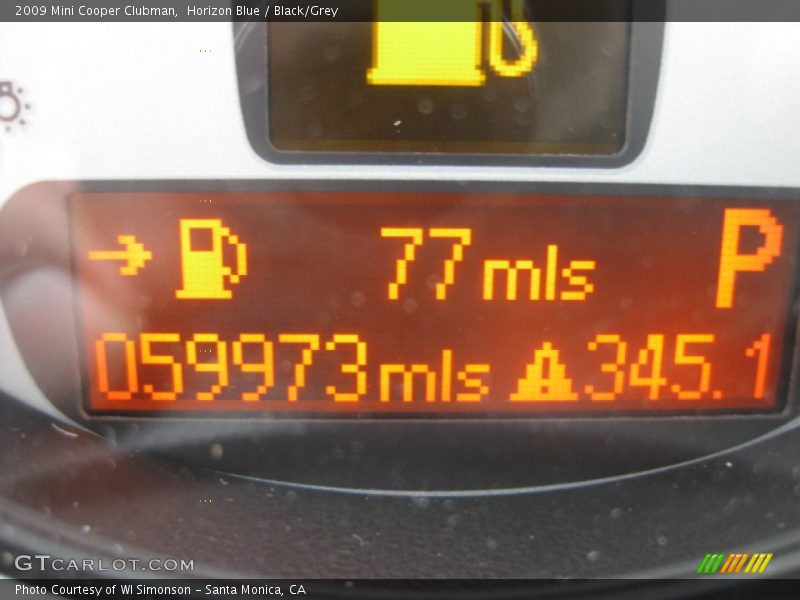 2009 Mini Cooper Clubman,  Horizon Blue / Black/Grey
77 mls P
059973 mls 345.1
GTCARLOT.COM
Photo Courtesy of WI Simonson - Santa Monica, CA